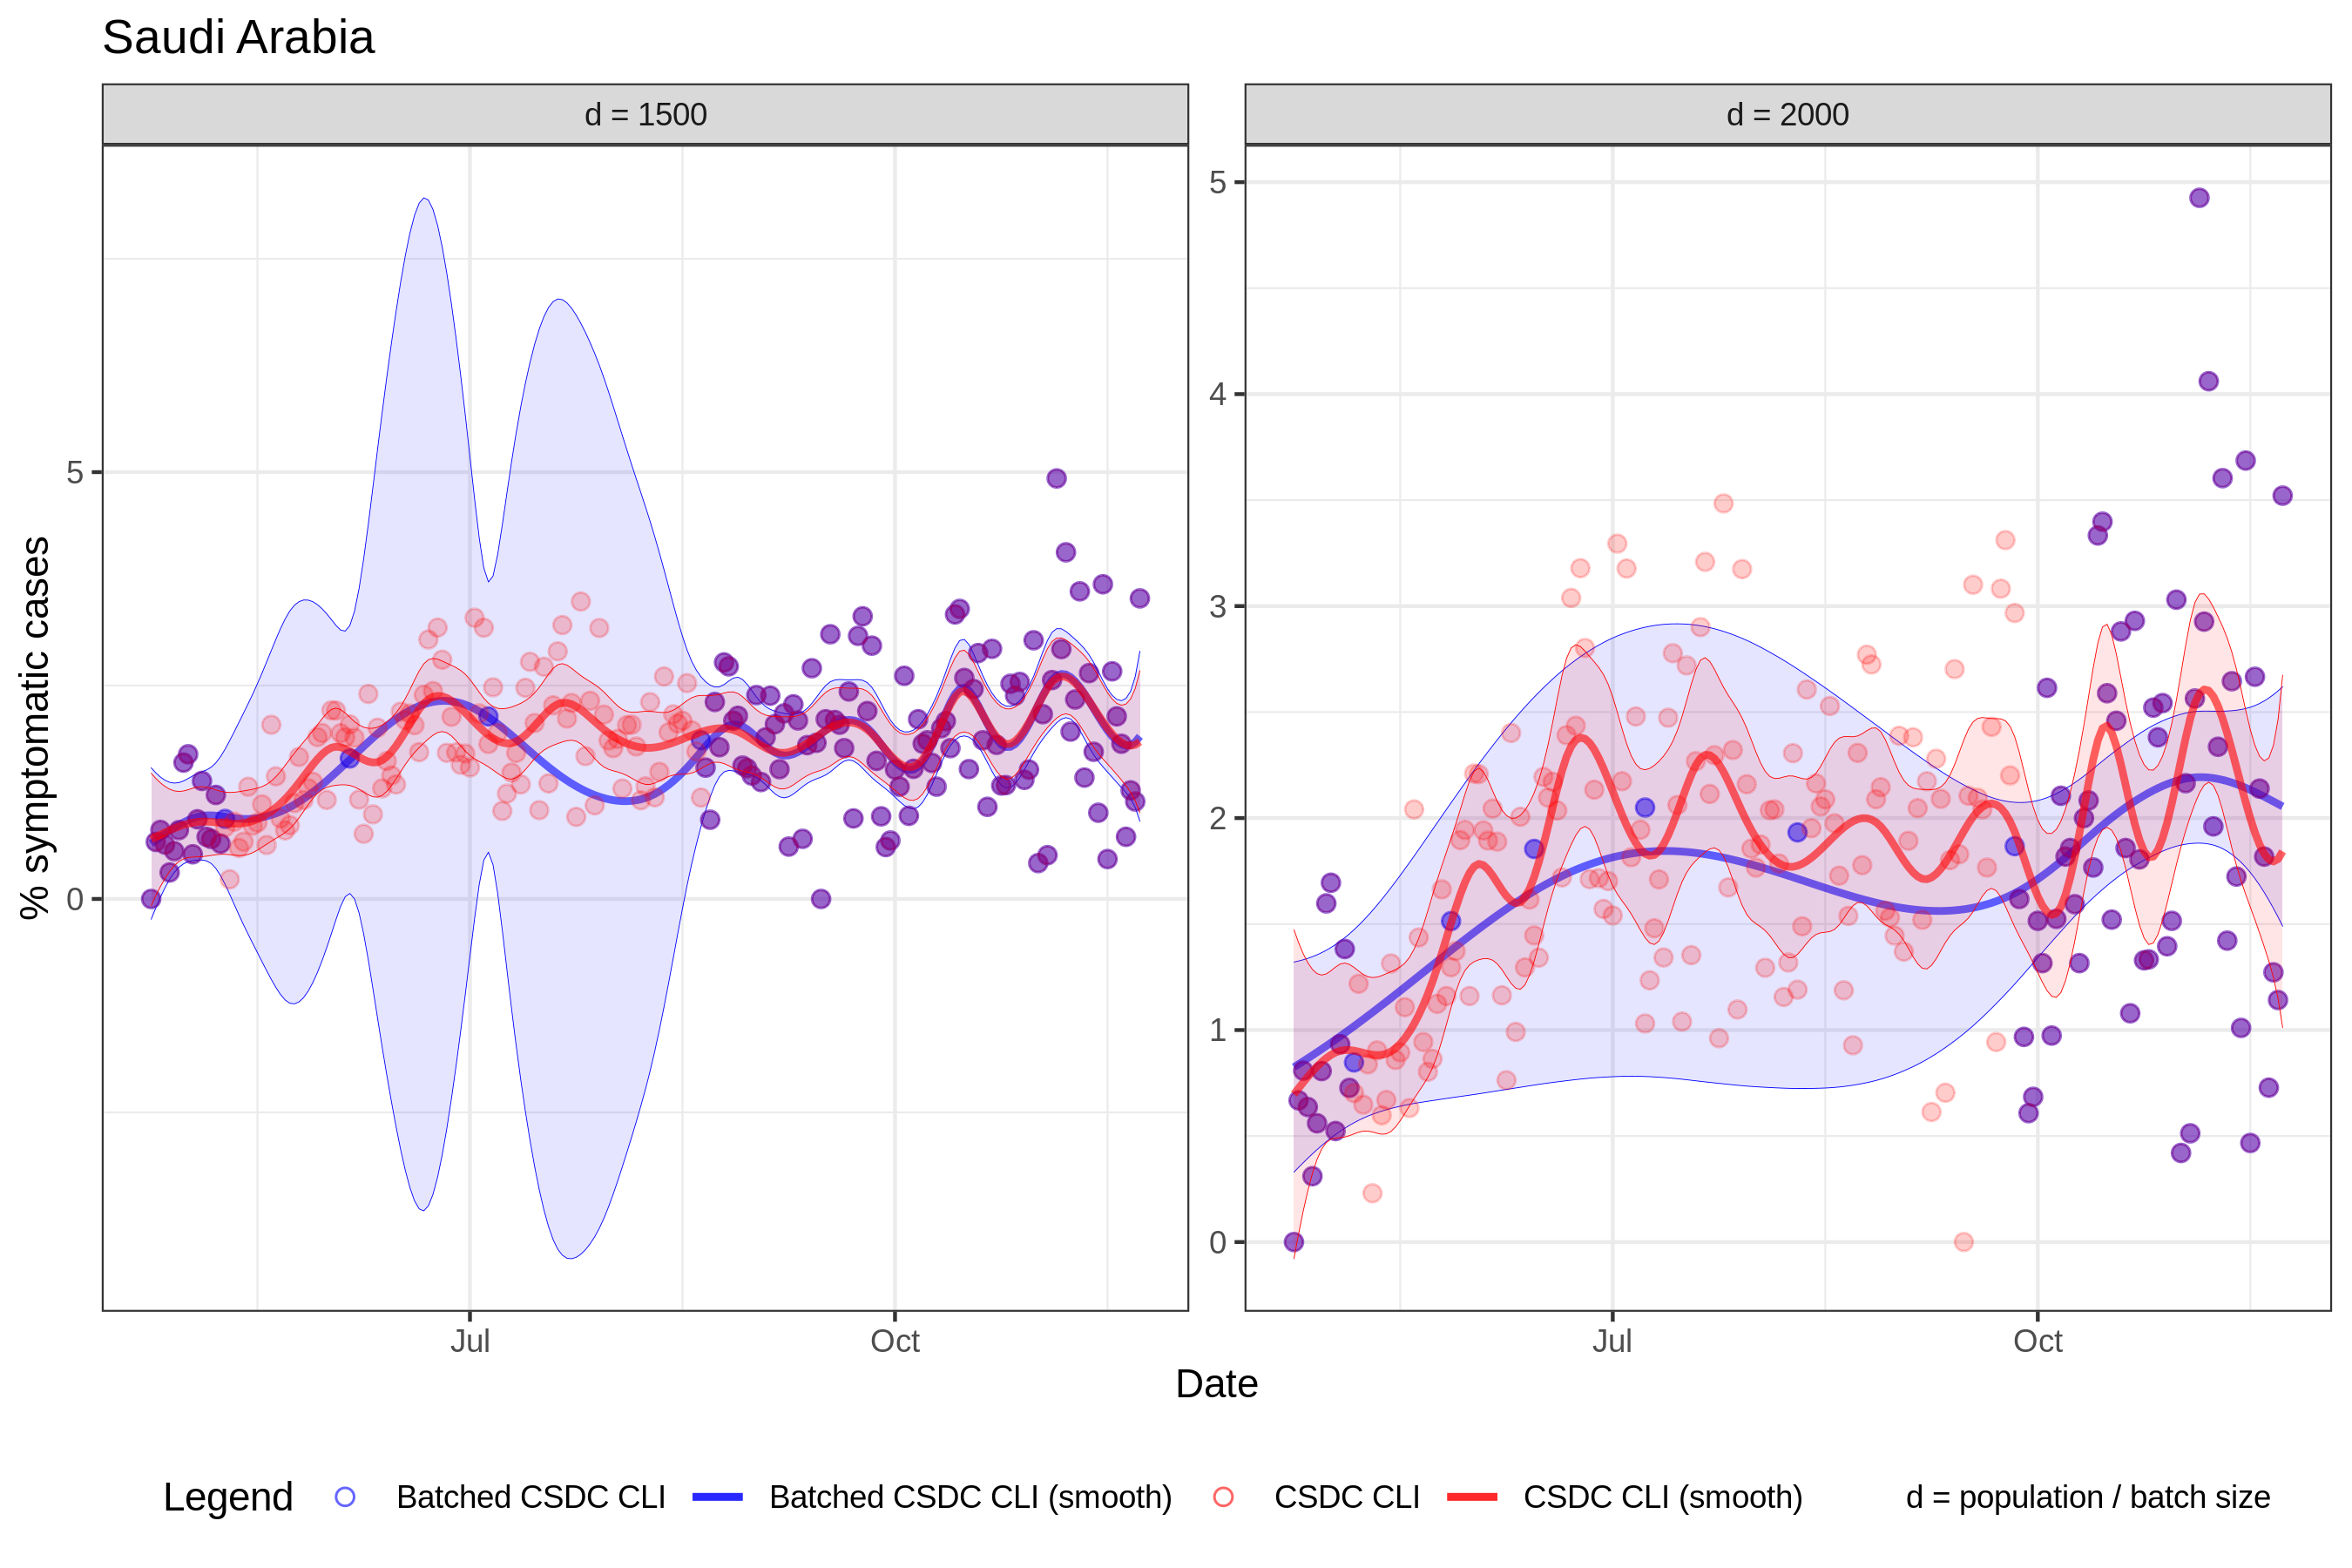 Saudi Arabia
d = 1500
d = 2000
% symptomatic cases
5
0
5
4
3
2
1
0
Jul
Oct
Jul
Oct
Date
Legend
Batched CSDC CLI
Batched CSDC CLI (smooth)
CSDC CLI
CSDC CLI (smooth)
d = population / batch size